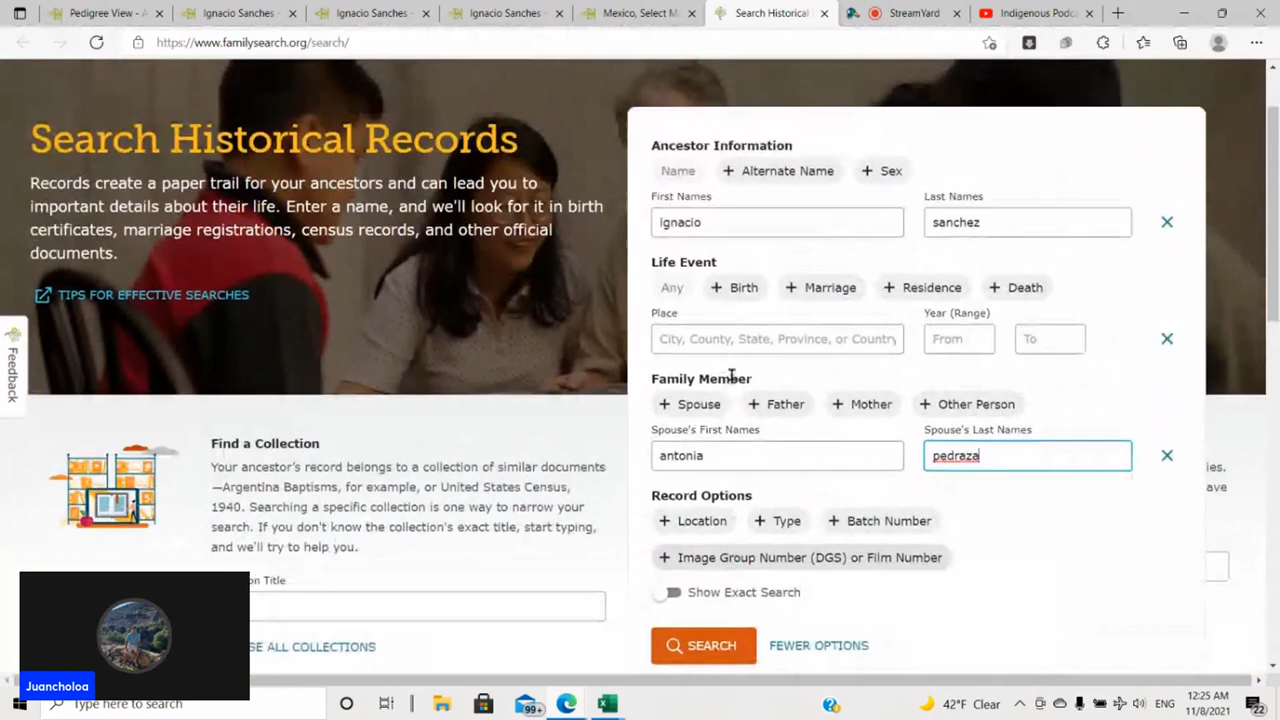 Pedigree View - A
Ignacio Sanches -
Ignacio Sanches -
Ignacio Sanches -
Mexico, Select M
Search Historical
StreamYard
Indigenous Podc
https://www.familysearch.org/search/
Search Historical Records
Records create a paper trail for your ancestors and can lead you to
important details about their life. Enter a name, and we'll look for it in birth
certificates, marriage registrations, census records, and other official
documents.
TIPS FOR EFFECTIVE SEARCHES
Feedback
Ancestor Information
Name + Alternate Name + Sex
First Names Last Names
ignacio sanchez
Life Event
Any + Birth + Marriage + Residence + Death
Place Year (Range)
City, County, State, Province, or Country From To
Family Member
+ Spouse + Father + Mother + Other Person
Spouse's First Names Spouse's Last Names
antonia pedraza
Record Options
+ Location + Type + Batch Number
+ Image Group Number (DGS) or Film Number
Show Exact Search
SEARCH FEWER OPTIONS
Find a Collection
Your ancestor's record belongs to a collection of similar documents
—Argentina Baptisms, for example, or United States Census,
1940. Searching a specific collection is one way to narrow your
search. If you don't know the collection's exact title, start typing,
and we'll try to help you.
on Title
SE ALL COLLECTIONS
ies.
ave
Juancholoa
Type here to search
99+
42°F Clear
ENG
12:25 AM
11/8/2021
22